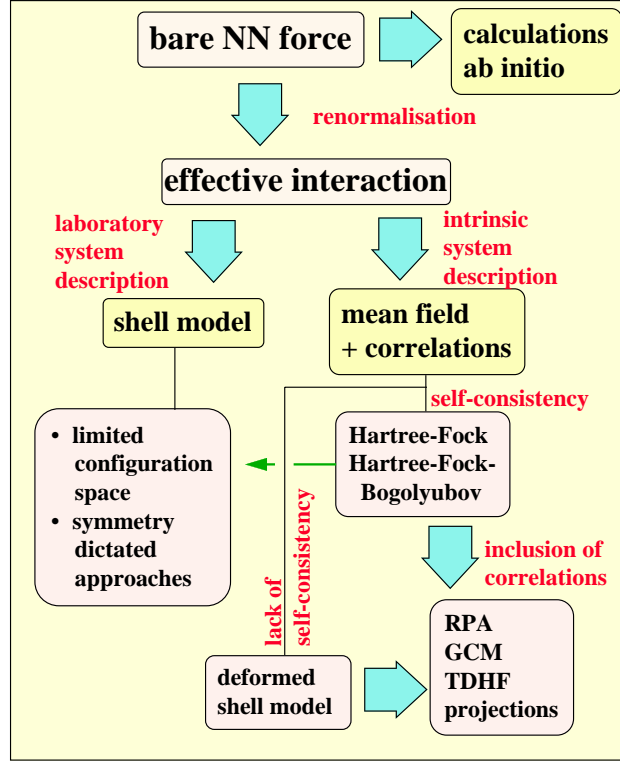 bare NN force
calculations
ab initio
renormalisation
effective interaction
laboratory
system
description
intrinsic
system
description
shell model
mean field
+ correlations
self-consistency
• limited
configuration
space
• symmetry
dictated
approaches
Hartree-Fock
Hartree-Fock-
Bogolyubov
lack of
self-consistency
inclusion of
correlations
deformed
shell model
RPA
GCM
TDHF
projections